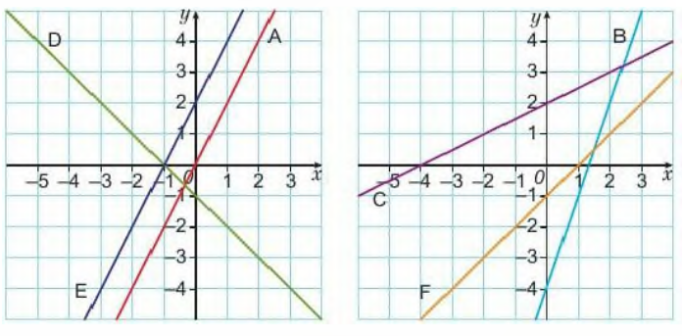 y
D
A
4
3
2
1
–5 –4 –3 –2 –1 0 1 2 3 x
–1
–2
–3
–4
E
y
B
4
3
2
1
–5 –4 –3 –2 –1 0 1 2 3 x
C
–1
–2
–3
–4
F